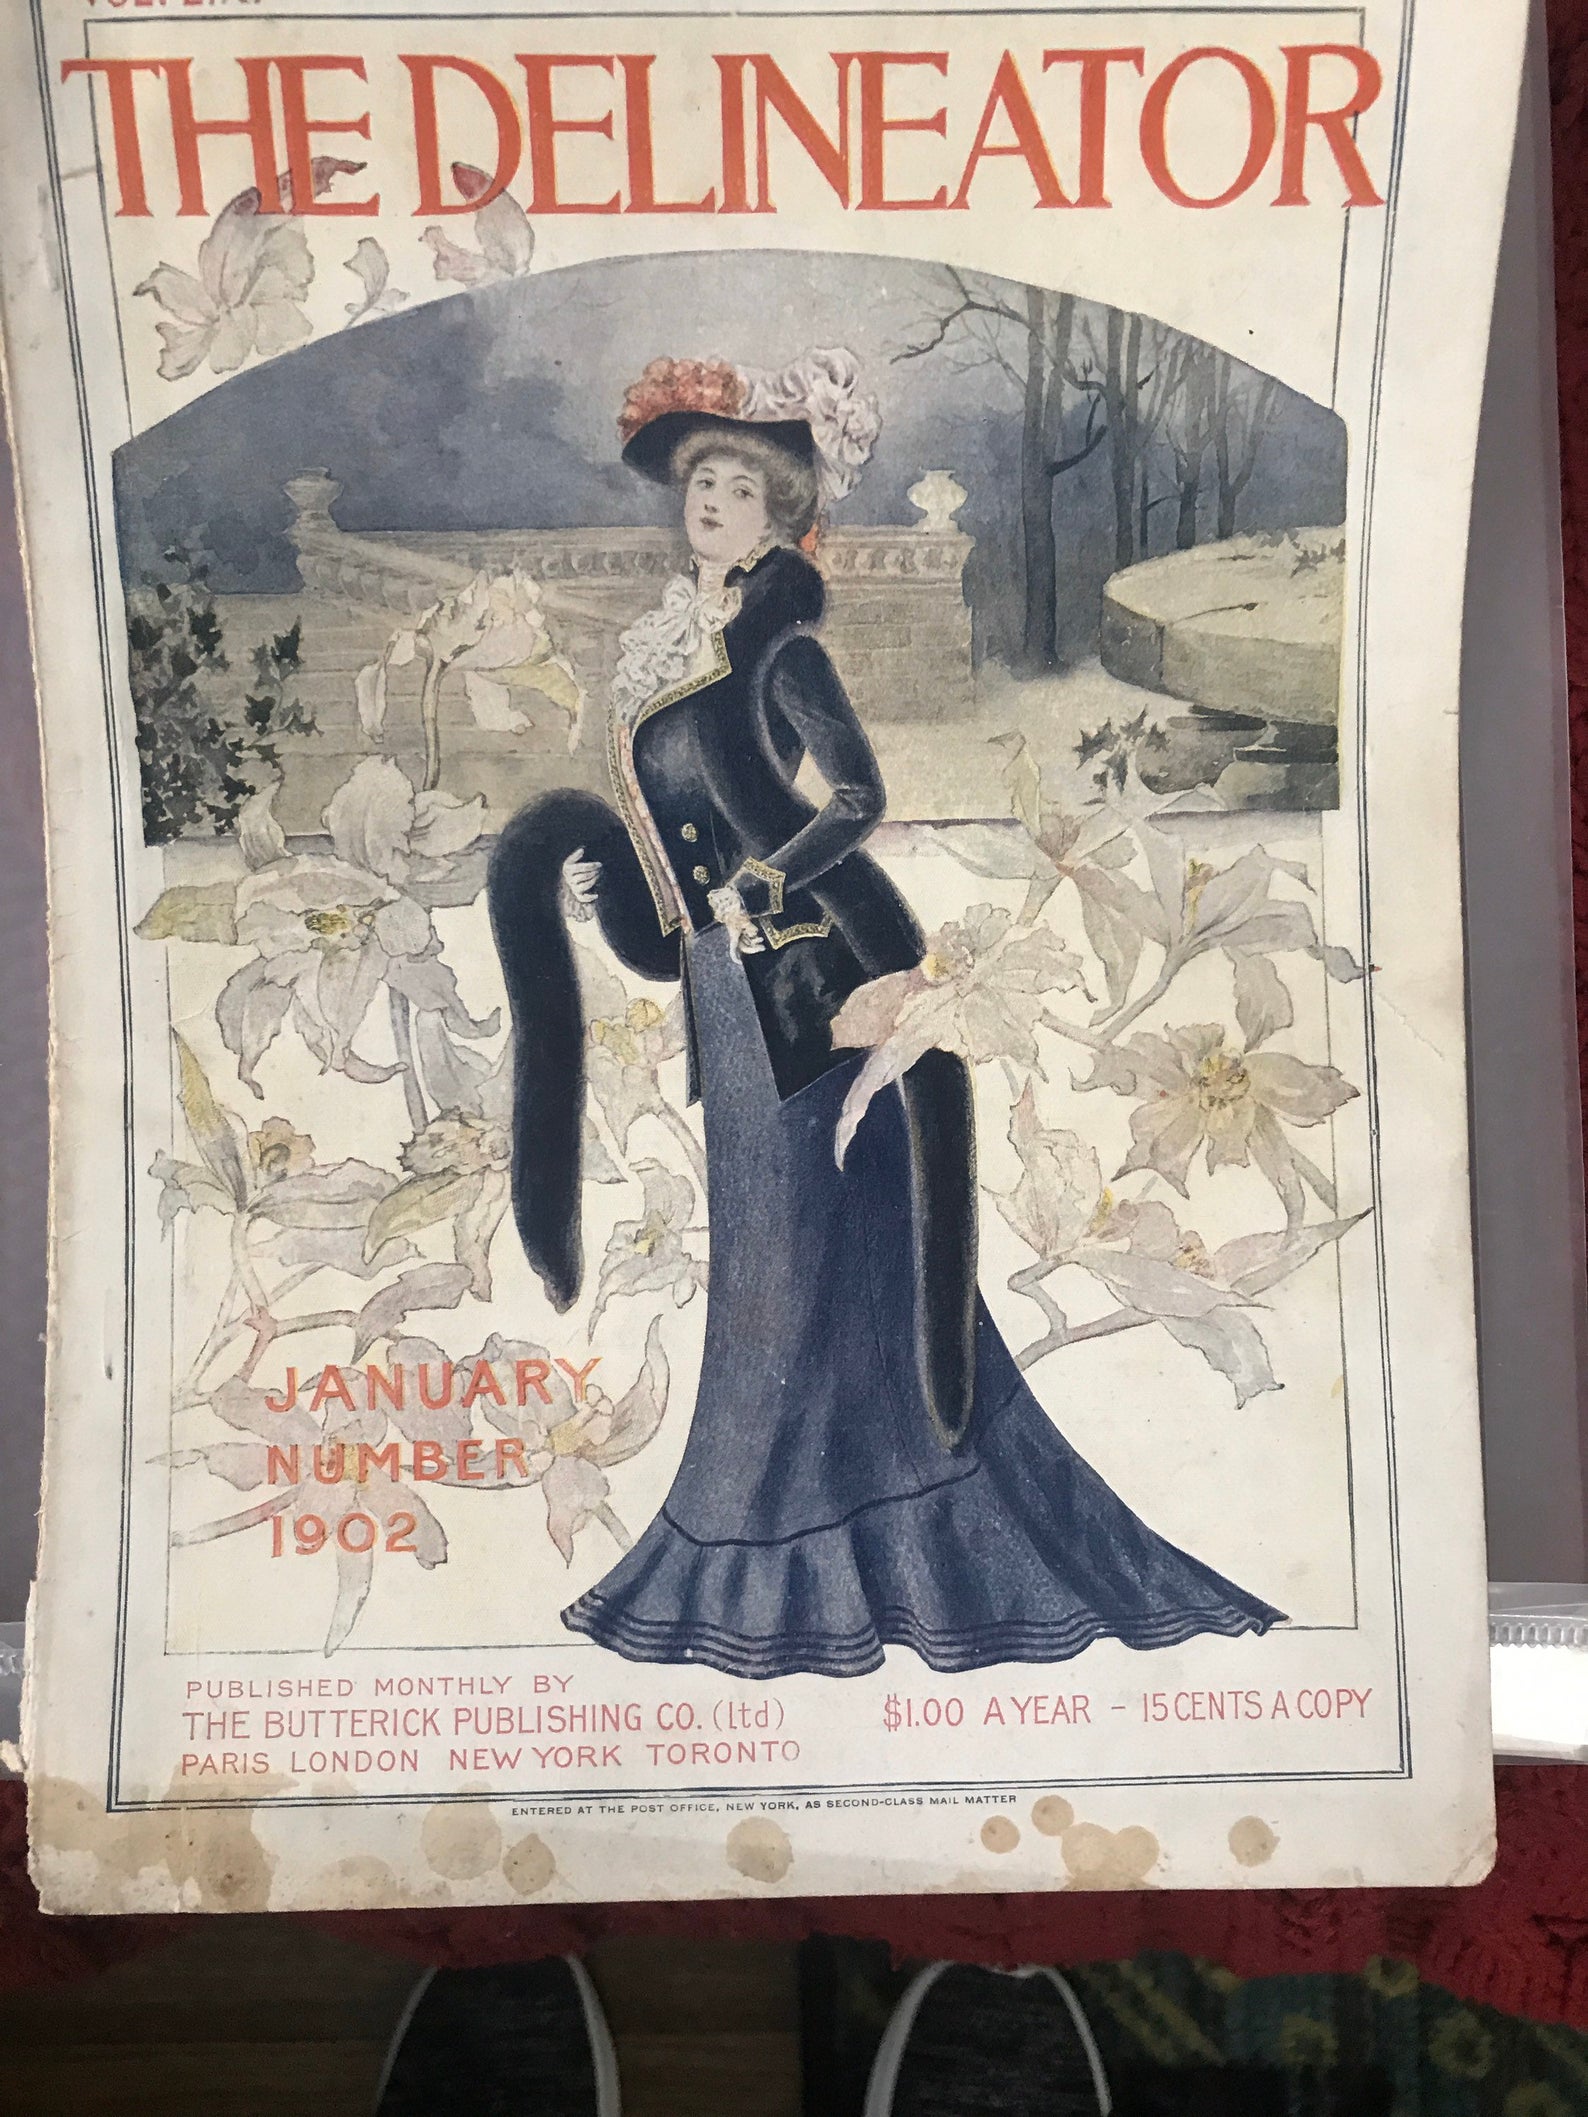 THE DELINEATOR
JANUARY
NUMBER
1902
PUBLISHED MONTHLY BY
THE BUTTERICK PUBLISHING CO. (ltd)
PARIS LONDON NEW YORK TORONTO
$1.00 A YEAR – 15 CENTS A COPY
ENTERED AT THE POST OFFICE, NEW YORK, AS SECOND-CLASS MAIL MATTER